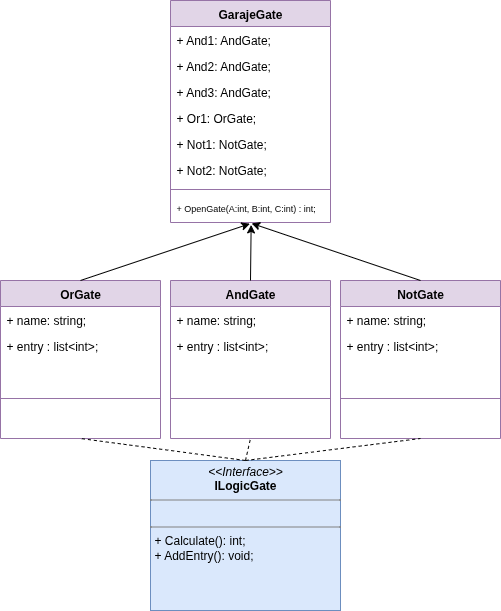 GarajeGate
+ And1: AndGate;
+ And2: AndGate;
+ And3: AndGate;
+ Or1: OrGate;
+ Not1: NotGate;
+ Not2: NotGate;
+ OpenGate(A:int, B:int, C:int) : int;
OrGate
+ name: string;
+ entry : list<int>;
AndGate
+ name: string;
+ entry : list<int>;
NotGate
+ name: string;
+ entry : list<int>;
<<Interface>>
ILogicGate
+ Calculate(): int;
+ AddEntry(): void;